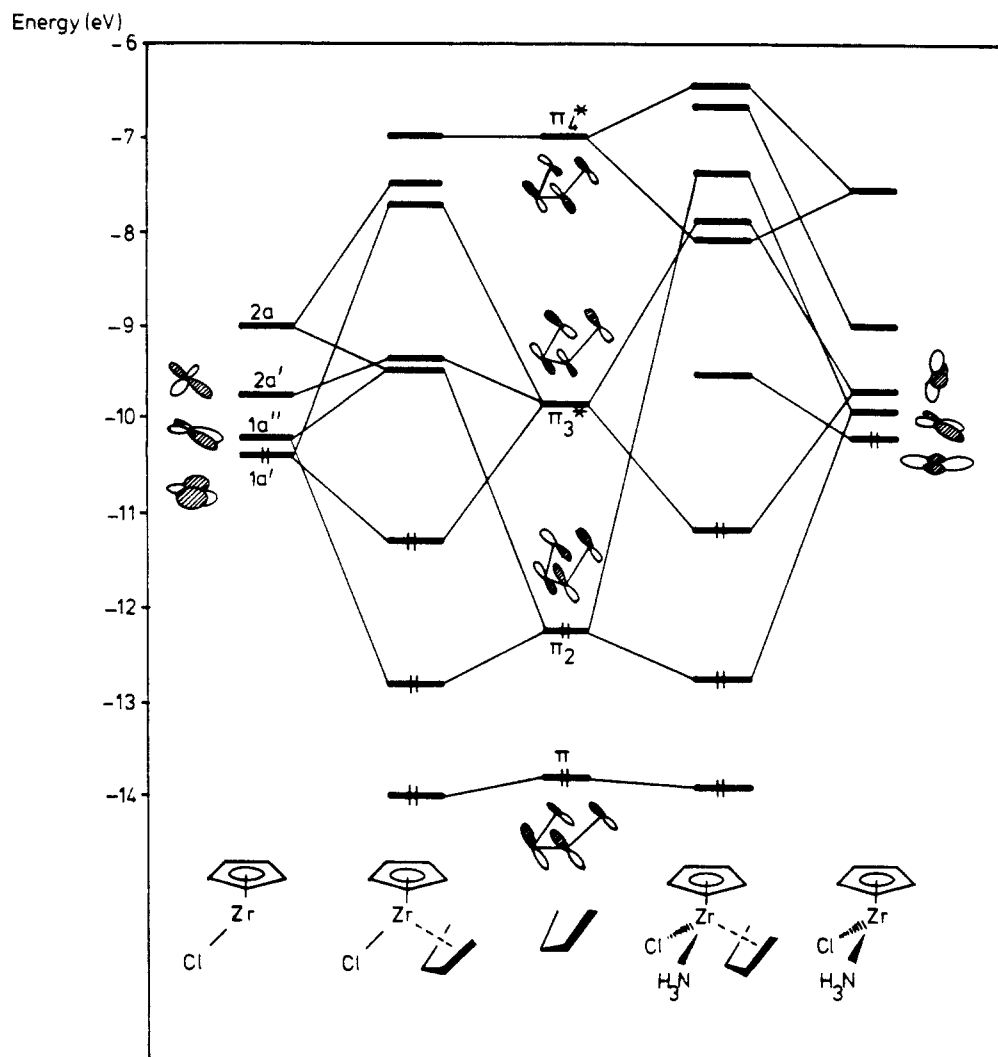 Energy (eV)
-6
-7
-8
-9
-10
-11
-12
-13
-14
2a
2a'
1a''
1a'
π4*
π3*
π2
π
Zr
Cl
Zr
Cl
Zr
Cl
H3N
Zr
Cl
H3N